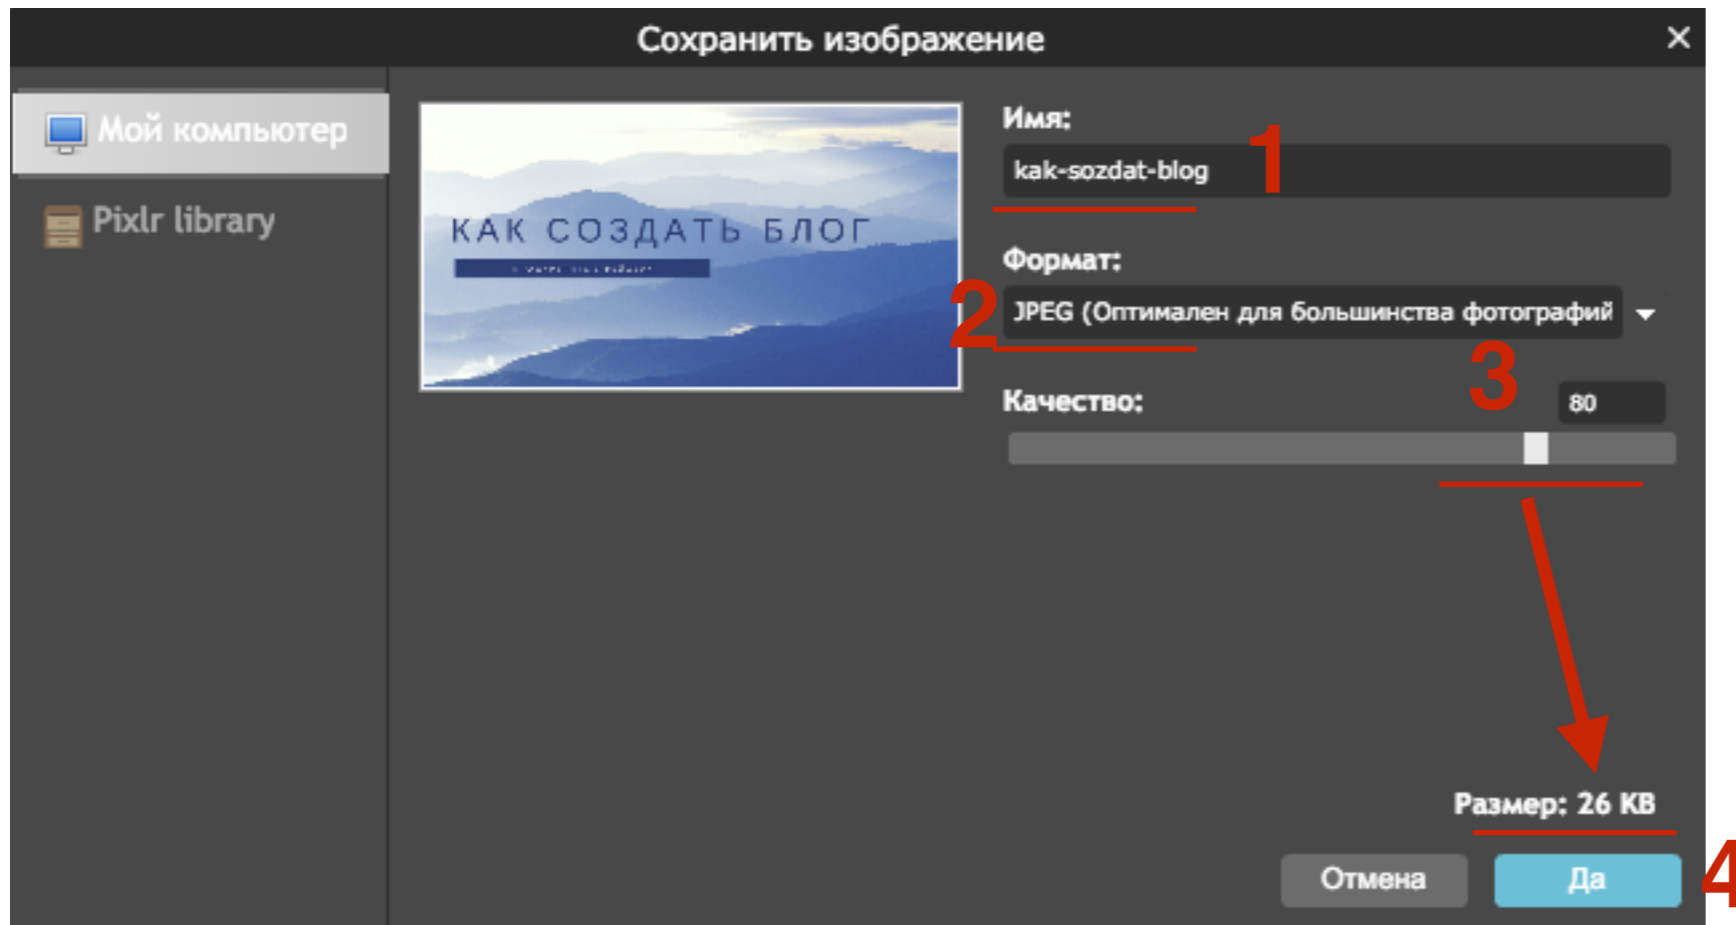 Сохранить изображение
Мой компьютер
Pixlr library
КАК СОЗДАТЬ БЛОГ
Имя:
1
kak-sozdat-blog
Формат:
2
JPEG (Оптимален для большинства фотографий
3
Качество:
80
Размер: 26 KB
Отмена
Да
4